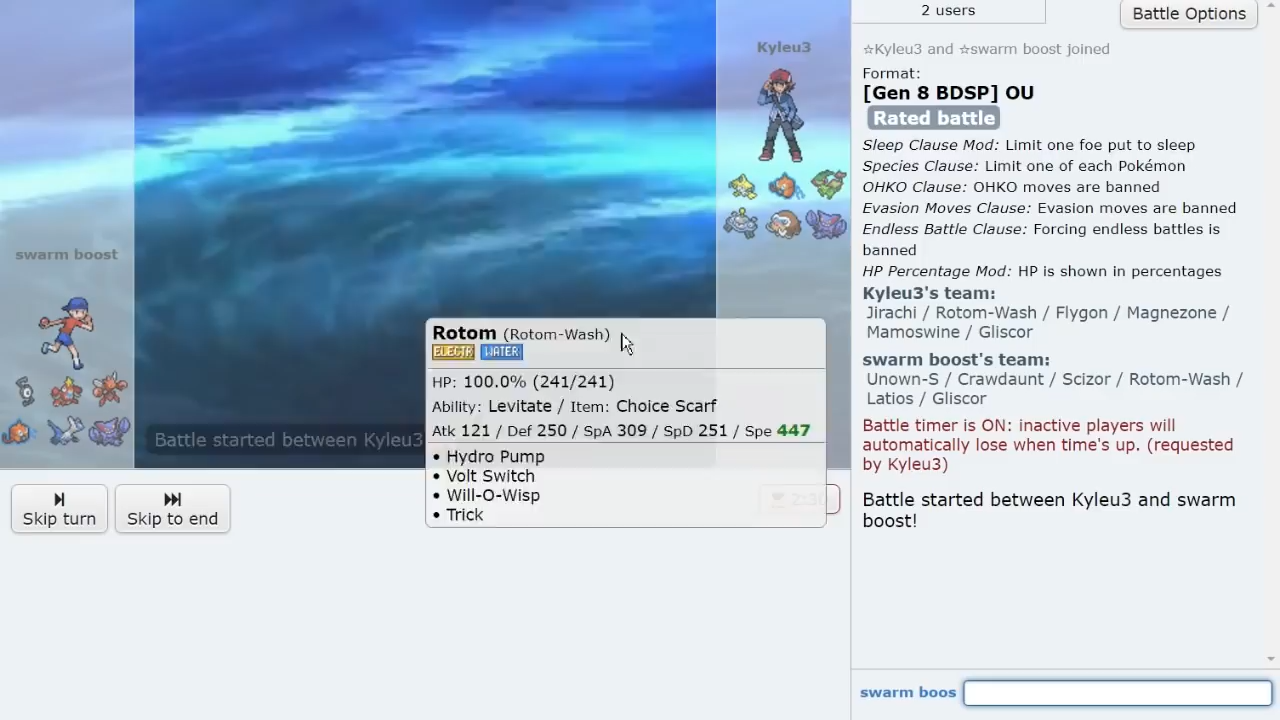 2 users
Battle Options
☆Kyleu3 and ☆swarm boost joined
Format:
[Gen 8 BDSP] OU
Rated battle
Sleep Clause Mod: Limit one foe put to sleep
Species Clause: Limit one of each Pokémon
OHKO Clause: OHKO moves are banned
Evasion Moves Clause: Evasion moves are banned
Endless Battle Clause: Forcing endless battles is
banned
HP Percentage Mod: HP is shown in percentages
Kyleu3's team:
Jirachi / Rotom-Wash / Flygon / Magnezone /
Mamoswine / Gliscor
swarm boost's team:
Unown-S / Crawdaunt / Scizor / Rotom-Wash /
Latios / Gliscor
Battle timer is ON: inactive players will
automatically lose when time's up. (requested
by Kyleu3)
Battle started between Kyleu3 and swarm
boost!
swarm boos
Kyleu3
swarm boost
Battle started between Kyleu3
Rotom (Rotom-Wash)
ELECTR WATER
HP: 100.0% (241/241)
Ability: Levitate / Item: Choice Scarf
Atk 121 / Def 250 / SpA 309 / SpD 251 / Spe 447
• Hydro Pump
• Volt Switch
• Will-O-Wisp
• Trick
Skip turn
Skip to end